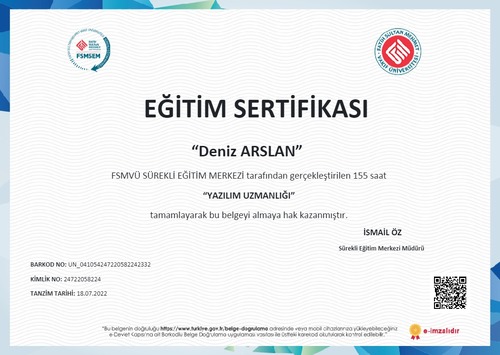 FSMSEM
FATİH SULTAN MEHMET
VAKIF ÜNİVERSİTESİ
EĞİTİM SERTİFİKASI
“Deniz ARSLAN”
FSMVÜ SÜREKLİ EĞİTİM MERKEZİ tarafından gerçekleştirilen 155 saat
“YAZILIM UZMANLIĞI”
tamamlayarak bu belgeyi almaya hak kazanmıştır.
İSMAİL ÖZ
Sürekli Eğitim Merkezi Müdürü
BARKOD NO: UN_041054247220582242332
KİMLİK NO: 24722058224
TANZİM TARİHİ: 18.07.2022
"Bu belgenin doğruluğu https://www.turkiye.gov.tr/belge-dogrulama adresinde veya mobil cihazlarınıza yükleyebileceğiniz
e-Devlet Kapısı'na ait Barkodlu Belge Doğrulama uygulaması vasıtası ile üstteki karekod okutularak kontrol edilebilir."
e-imzalıdır